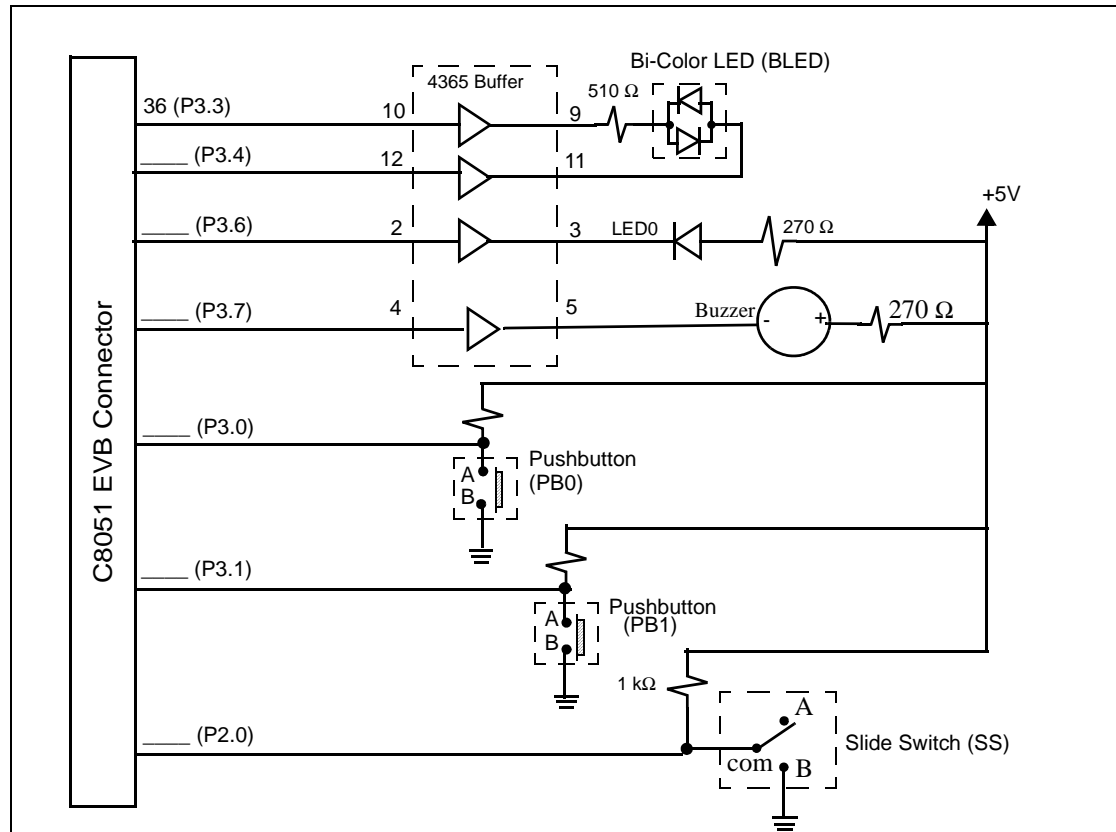 Bi-Color LED (BLED)
4365 Buffer
510 Ω
36 (P3.3)
10
9
____ (P3.4)
12
11
+5V
____ (P3.6)
2
3
LED0
270 Ω
____ (P3.7)
4
5
Buzzer
-
+
270 Ω
C8051 EVB Connector
____ (P3.0)
A
B
Pushbutton
(PB0)
____ (P3.1)
A
B
Pushbutton
(PB1)
1 kΩ
____ (P2.0)
A
com
B
Slide Switch (SS)